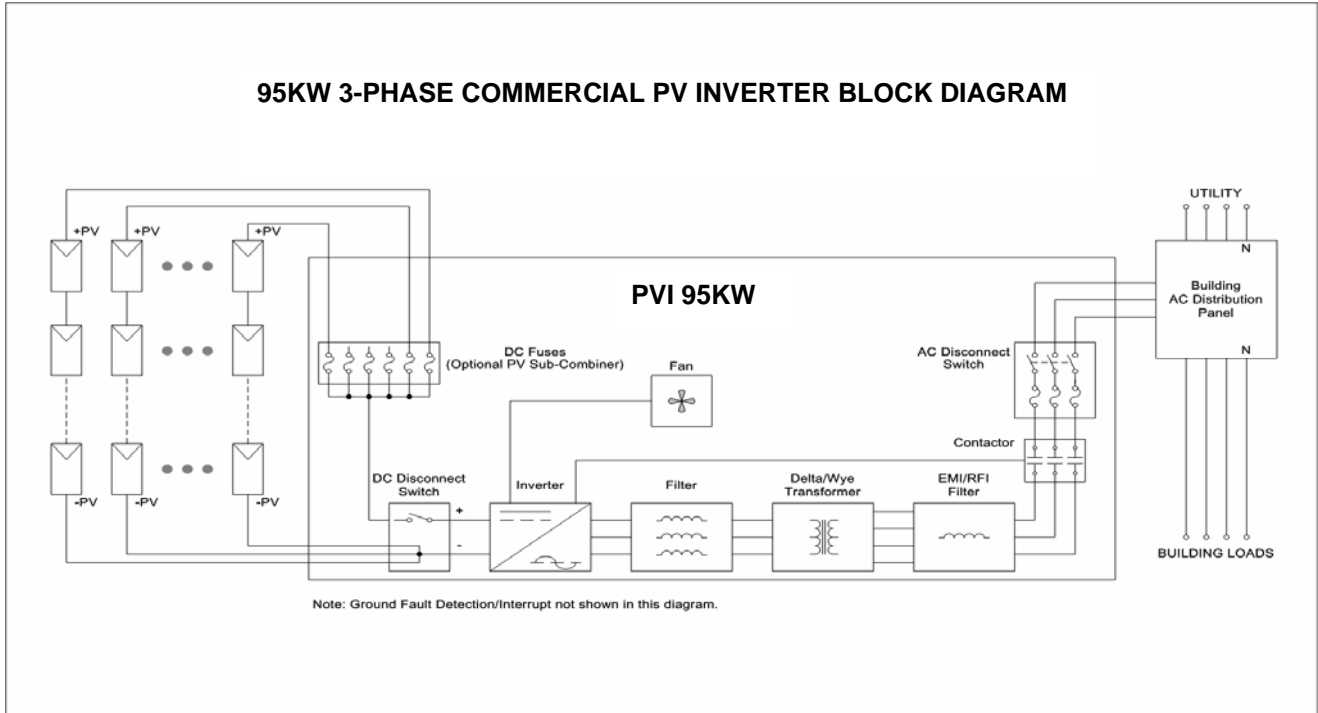 95KW 3-PHASE COMMERCIAL PV INVERTER BLOCK DIAGRAM
UTILITY
+PV
+PV
+PV
N
PVI 95KW
Building
AC Distribution
Panel
DC Fuses
(Optional PV Sub-Combiner)
Fan
AC Disconnect
Switch
N
Contactor
DC Disconnect
Switch
Inverter
Filter
Delta/Wye
Transformer
EMI/RFI
Filter
-PV
-PV
-PV
+
-
BUILDING LOADS
Note: Ground Fault Detection/Interrupt not shown in this diagram.